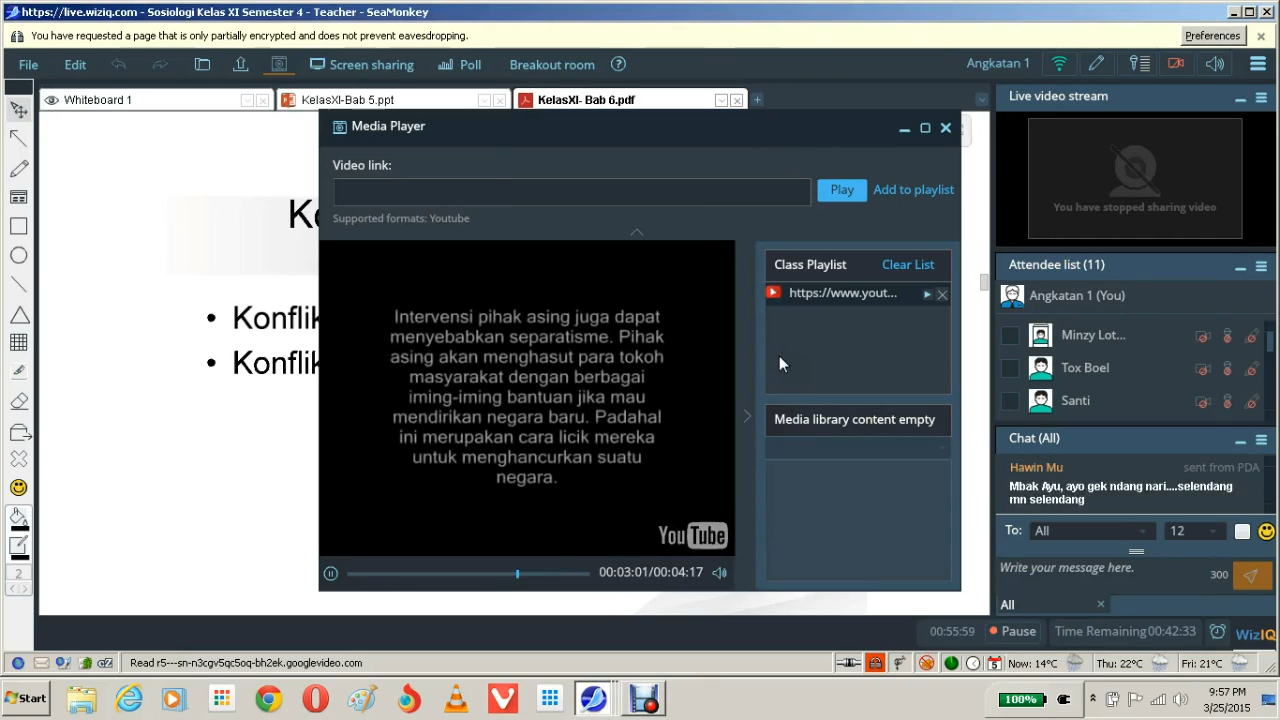 https://live.wiziq.com/ - Sosiologi Kelas XI Semester 4 - Teacher - SeaMonkey
You have requested a page that is only partially encrypted and does not prevent eavesdropping.
Preferences
File
Edit
Screen sharing
Poll
Breakout room
Angkatan 1
Whiteboard 1
KelasXI-Bab 5.ppt
KelasXI- Bab 6.pdf
Media Player
Video link:
Play
Add to playlist
Supported formats: Youtube
• Konflik
• Konflik
Intervensi pihak asing juga dapat
menyebabkan separatisme. Pihak
asing akan menghasut para tokoh
masyarakat dengan berbagai
iming-iming bantuan jika mau
mendirikan negara baru. Padahal
ini merupakan cara licik mereka
untuk menghancurkan suatu
negara.
YouTube
00:03:01/00:04:17
Class Playlist
Clear List
https://www.yout...
Media library content empty
Live video stream
You have stopped sharing video
Attendee list (11)
Angkatan 1 (You)
Minzy Lot...
Tox Boel
Santi
Chat (All)
Hawin Mu
sent from PDA
Mbak Ayu, ayo gek ndang nari....selendang
mn selendang
To:
All
12
Write your message here.
300
All
2
00:55:59
Pause
Time Remaining 00:42:33
WizIQ
Read r5---sn-n3cgv5qc5oq-bh2ek.googlevideo.com
Now: 14°C
Thu: 22°C
Fri: 21°C
Start
100%
9:57 PM
3/25/2015